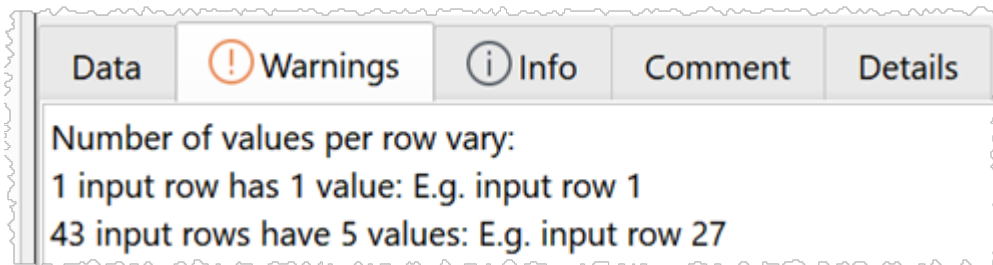 Data Warnings Info Comment Details
Number of values per row vary:
1 input row has 1 value: E.g. input row 1
43 input rows have 5 values: E.g. input row 27